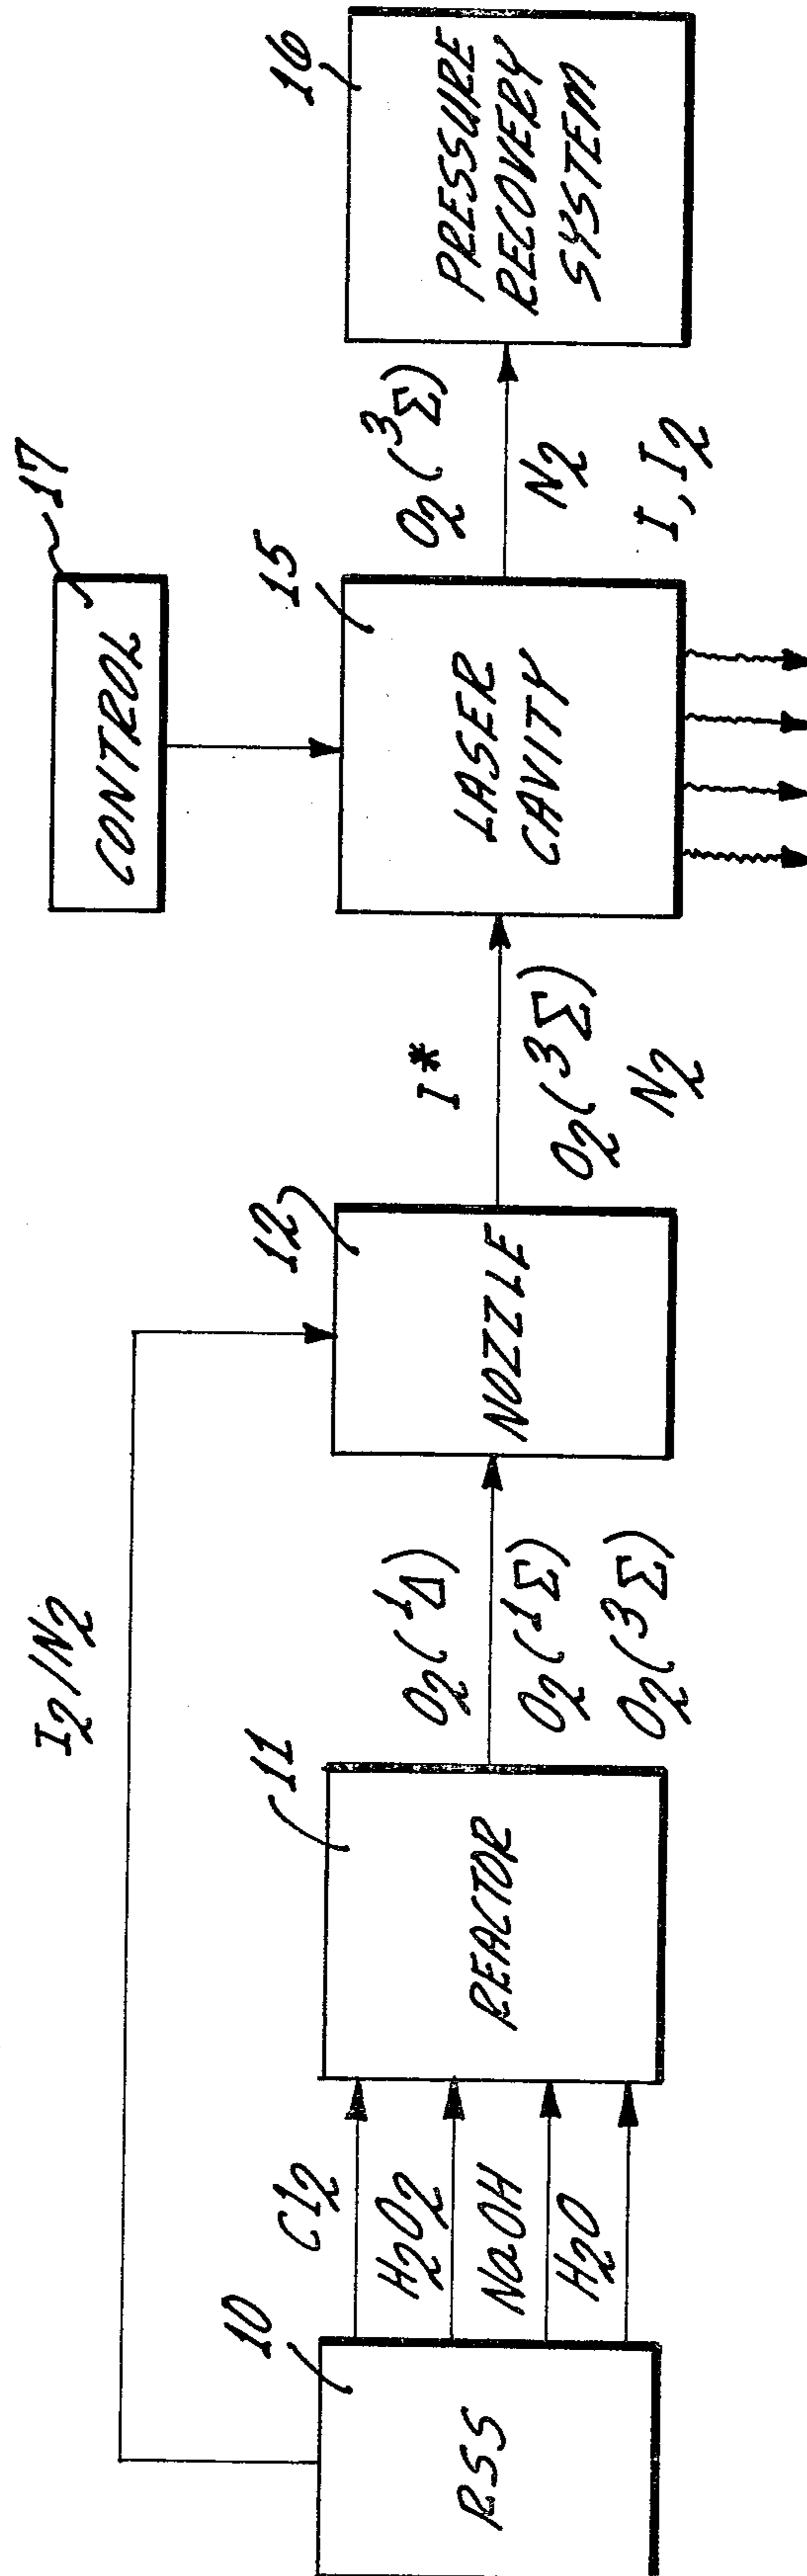 I2/N2
10
RSS
Cl2
H2O2
NaOH
H2O
11
REACTOR
O2(1Δ)
O2(1Σ)
O2(3Σ)
12
NOZZLE
I*
O2(3Σ)
N2
17
CONTROL
15
LASER
CAVITY
O2(3Σ)
N2
I, I2
16
PRESSURE
RECOVERY
SYSTEM